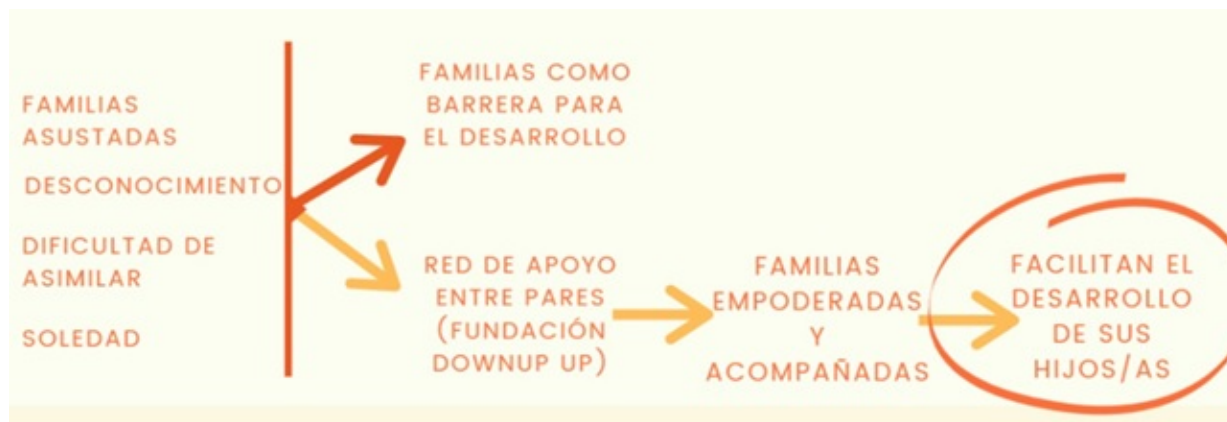 FAMILIAS
ASUSTADAS
DESCONOCIMIENTO
DIFICULTAD DE
ASIMILAR
SOLEDAD
FAMILIAS COMO
BARRERA PARA
EL DESARROLLO
RED DE APOYO
ENTRE PARES
(FUNDACIÓN
DOWNUP UP)
FAMILIAS
EMPODERADAS
Y
ACOMPAÑADAS
FACILITAN EL
DESARROLLO
DE SUS
HIJOS/AS